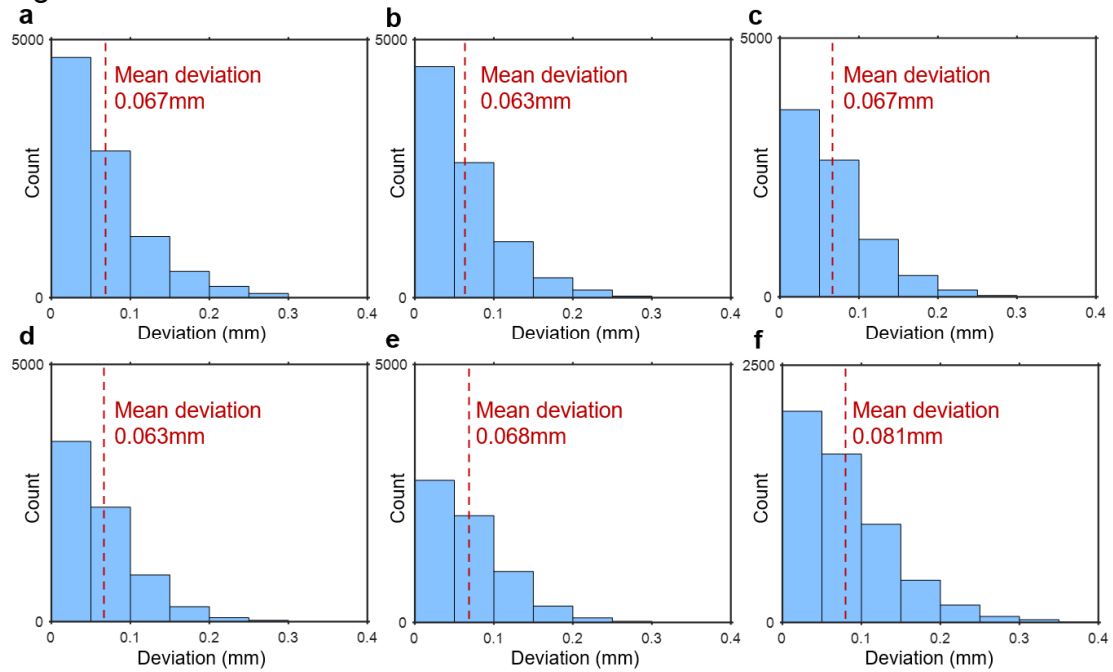 a
5000
Mean deviation
0.067mm
Count
0
0
0.1
0.2
0.3
0.4
Deviation (mm)
b
5000
Mean deviation
0.063mm
Count
0
0
0.1
0.2
0.3
0.4
Deviation (mm)
c
5000
Mean deviation
0.067mm
Count
0
0
0.1
0.2
0.3
0.4
Deviation (mm)
d
5000
Mean deviation
0.063mm
Count
0
0
0.1
0.2
0.3
0.4
Deviation (mm)
e
5000
Mean deviation
0.068mm
Count
0
0
0.1
0.2
0.3
0.4
Deviation (mm)
f
2500
Mean deviation
0.081mm
Count
0
0
0.1
0.2
0.3
0.4
Deviation (mm)